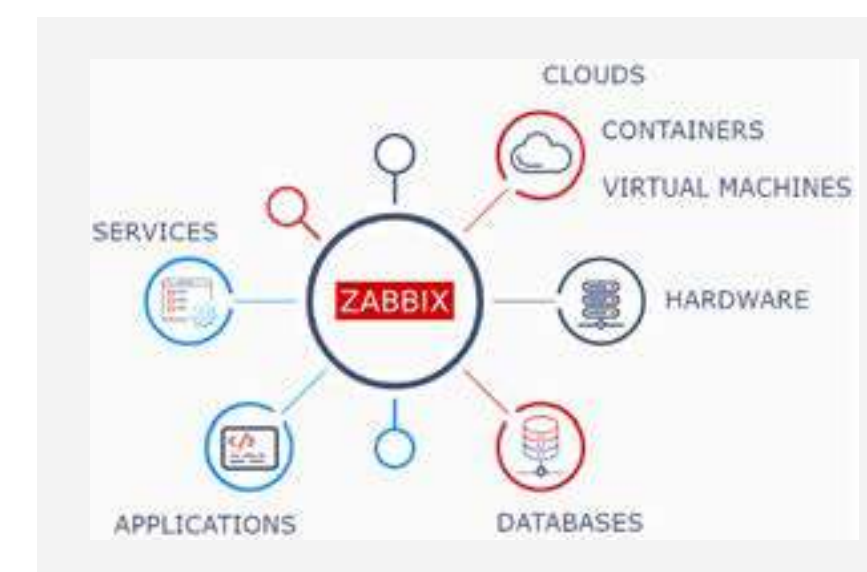 CLOUDS
CONTAINERS
VIRTUAL MACHINES
SERVICES
ZABBIX
HARDWARE
</>
APPLICATIONS
DATABASES